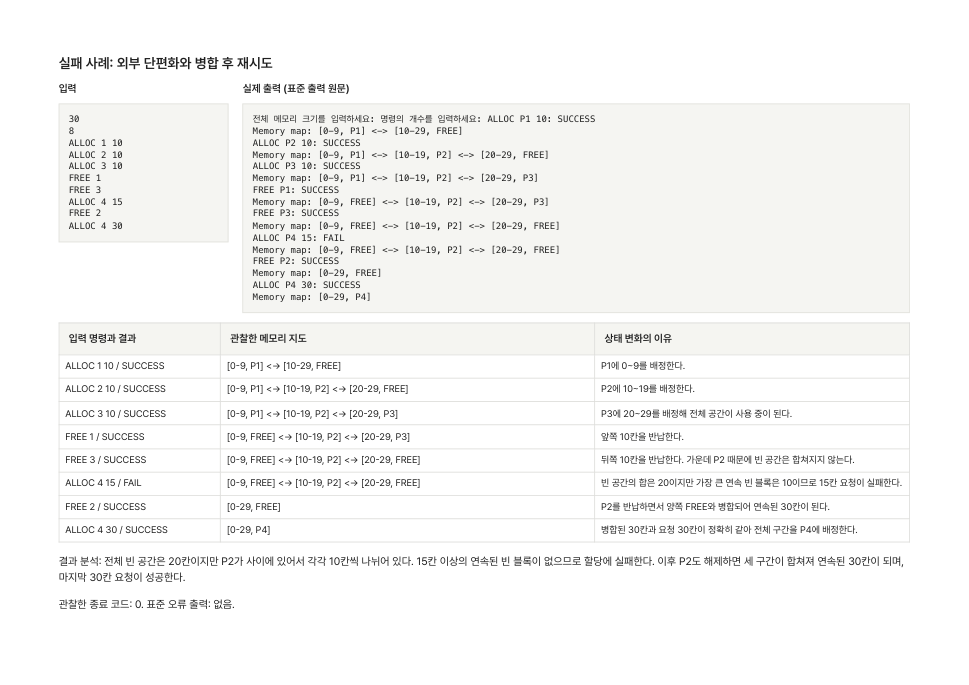 실패 사례: 외부 단편화와 병합 후 재시도
입력
30
8
ALLOC 1 10
ALLOC 2 10
ALLOC 3 10
FREE 1
FREE 3
ALLOC 4 15
FREE 2
ALLOC 4 30
실제 출력 (표준 출력 원문)
전체 메모리 크기를 입력하세요: 명령의 개수를 입력하세요: ALLOC P1 10: SUCCESS
Memory map: [0-9, P1] <-> [10-29, FREE]
ALLOC P2 10: SUCCESS
Memory map: [0-9, P1] <-> [10-19, P2] <-> [20-29, FREE]
ALLOC P3 10: SUCCESS
Memory map: [0-9, P1] <-> [10-19, P2] <-> [20-29, P3]
FREE P1: SUCCESS
Memory map: [0-9, FREE] <-> [10-19, P2] <-> [20-29, P3]
FREE P3: SUCCESS
Memory map: [0-9, FREE] <-> [10-19, P2] <-> [20-29, FREE]
ALLOC P4 15: FAIL
Memory map: [0-9, FREE] <-> [10-19, P2] <-> [20-29, FREE]
FREE P2: SUCCESS
Memory map: [0-29, FREE]
ALLOC P4 30: SUCCESS
Memory map: [0-29, P4]
입력 명령과 결과 관찰한 메모리 지도 상태 변화의 이유
ALLOC 1 10 / SUCCESS [0-9, P1] <-> [10-29, FREE] P1에 0~9를 배정한다.
ALLOC 2 10 / SUCCESS [0-9, P1] <-> [10-19, P2] <-> [20-29, FREE] P2에 10~19를 배정한다.
ALLOC 3 10 / SUCCESS [0-9, P1] <-> [10-19, P2] <-> [20-29, P3] P3에 20~29를 배정해 전체 공간이 사용 중이 된다.
FREE 1 / SUCCESS [0-9, FREE] <-> [10-19, P2] <-> [20-29, P3] 앞쪽 10칸을 반납한다.
FREE 3 / SUCCESS [0-9, FREE] <-> [10-19, P2] <-> [20-29, FREE] 뒤쪽 10칸을 반납한다. 가운데 P2 때문에 빈 공간은 합쳐지지 않는다.
ALLOC 4 15 / FAIL [0-9, FREE] <-> [10-19, P2] <-> [20-29, FREE] 빈 공간의 합은 20이지만 가장 큰 연속 빈 블록은 10이므로 15칸 요청이 실패한다.
FREE 2 / SUCCESS [0-29, FREE] P2를 반납하면서 양쪽 FREE와 병합되어 연속된 30칸이 된다.
ALLOC 4 30 / SUCCESS [0-29, P4] 병합된 30칸과 요청 30칸이 정확히 같아 전체 구간을 P4에 배정한다.
결과 분석: 전체 빈 공간은 20칸이지만 P2가 사이에 있어서 각각 10칸씩 나뉘어 있다. 15칸 이상의 연속된 빈 블록이 없으므로 할당에 실패한다. 이후 P2도 해제하면 세 구간이 합쳐져 연속된 30칸이 되며,
마지막 30칸 요청이 성공한다.
관찰한 종료 코드: 0. 표준 오류 출력: 없음.